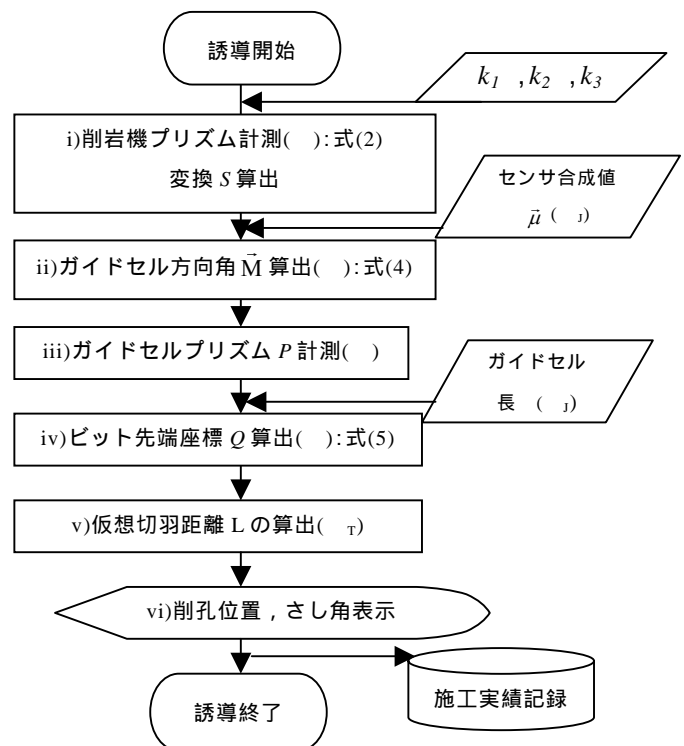 誘導開始
k1 ,k2 ,k3
i)削岩機プリズム計測( ):式(2)
変換 S 算出
センサ合成値
μ⃗ ( J)
ii)ガイドセル方向角 M⃗ 算出( ):式(4)
iii)ガイドセルプリズム P 計測( )
ガイドセル
長 ( J)
iv)ビット先端座標 Q 算出( ):式(5)
v)仮想切羽距離 L の算出( T)
vi)削孔位置，さし角表示
施工実績記録
誘導終了